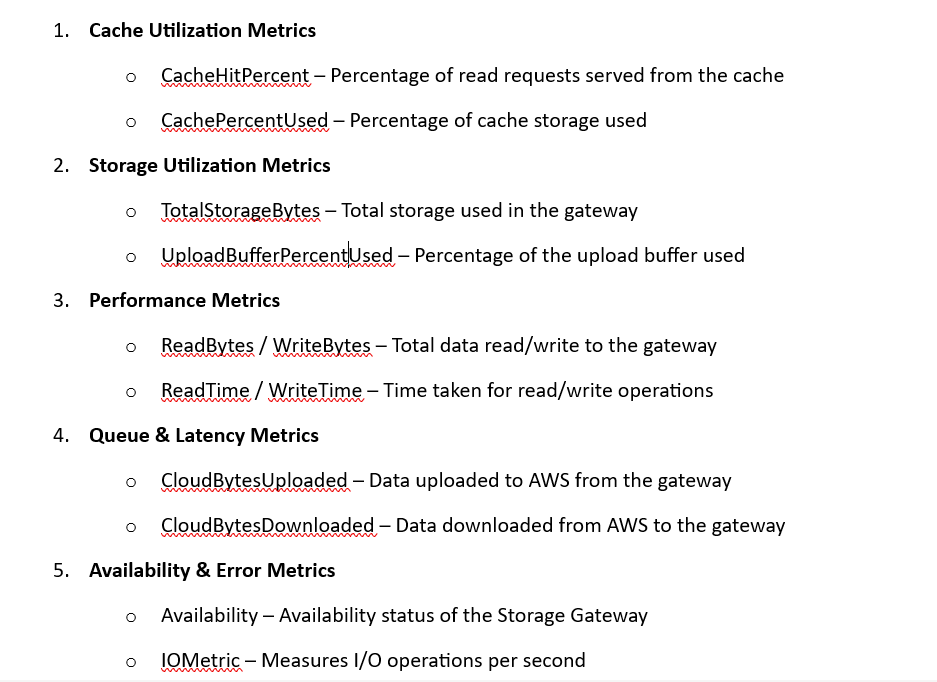 1. Cache Utilization Metrics
o CacheHitPercent – Percentage of read requests served from the cache
o CachePercentUsed – Percentage of cache storage used
2. Storage Utilization Metrics
o TotalStorageBytes – Total storage used in the gateway
o UploadBufferPercentUsed – Percentage of the upload buffer used
3. Performance Metrics
o ReadBytes / WriteBytes – Total data read/write to the gateway
o ReadTime / WriteTime – Time taken for read/write operations
4. Queue & Latency Metrics
o CloudBytesUploaded – Data uploaded to AWS from the gateway
o CloudBytesDownloaded – Data downloaded from AWS to the gateway
5. Availability & Error Metrics
o Availability – Availability status of the Storage Gateway
o IOMetric – Measures I/O operations per second